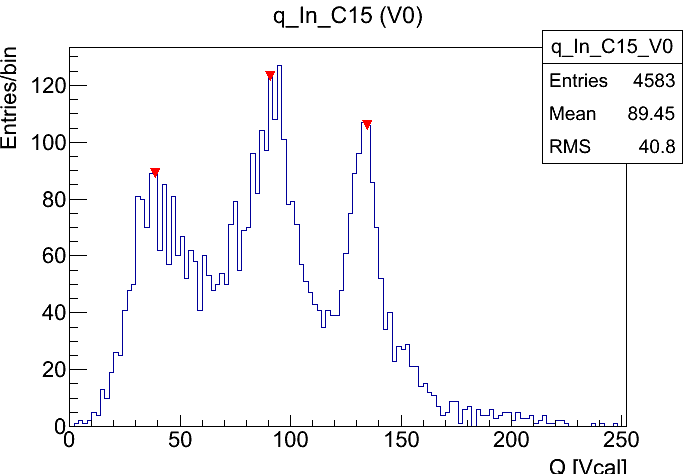 q_In_C15 (V0)
q_In_C15_V0
Entries 4583
Mean 89.45
RMS 40.8
Entries/bin
120
100
80
60
40
20
0
0 50 100 150 200 250
Q [Vcal]